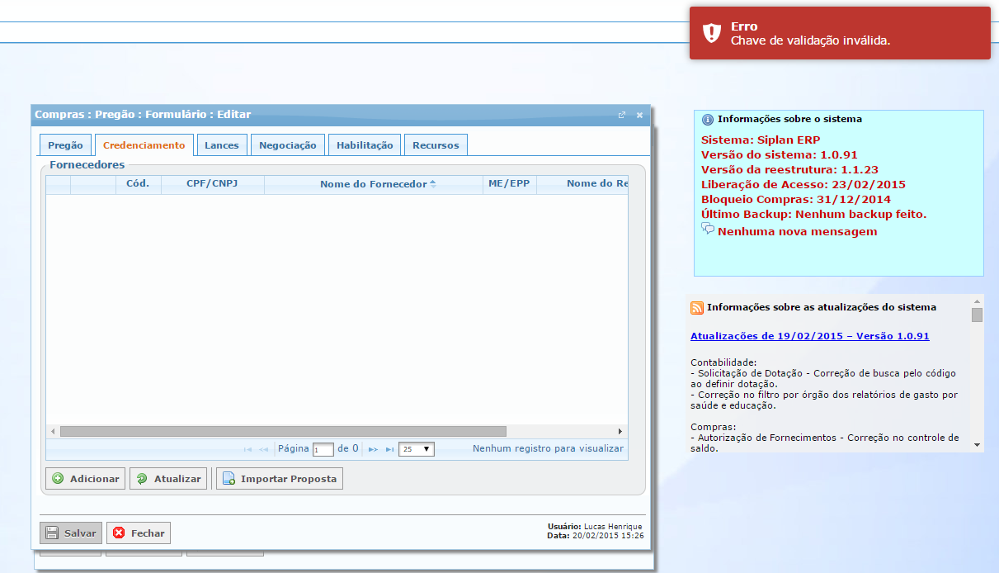 Erro
Chave de validação inválida.
Compras : Pregão : Formulário : Editar
Pregão
Credenciamento
Lances
Negociação
Habilitação
Recursos
Fornecedores
Cód.
CPF/CNPJ
Nome do Fornecedor
ME/EPP
Nome do Re
Página 1 de 0
25
Nenhum registro para visualizar
Adicionar
Atualizar
Importar Proposta
Salvar
Fechar
Usuário: Lucas Henrique
Data: 20/02/2015 15:26
Informações sobre o sistema
Sistema: Siplan ERP
Versão do sistema: 1.0.91
Versão da reestrutura: 1.1.23
Liberação de Acesso: 23/02/2015
Bloqueio Compras: 31/12/2014
Último Backup: Nenhum backup feito.
Nenhuma nova mensagem
Informações sobre as atualizações do sistema
Atualizações de 19/02/2015 – Versão 1.0.91
Contabilidade:
- Solicitação de Dotação - Correção de busca pelo código
ao definir dotação.
- Correção no filtro por órgão dos relatórios de gasto por
saúde e educação.
Compras:
- Autorização de Fornecimentos - Correção no controle de
saldo.